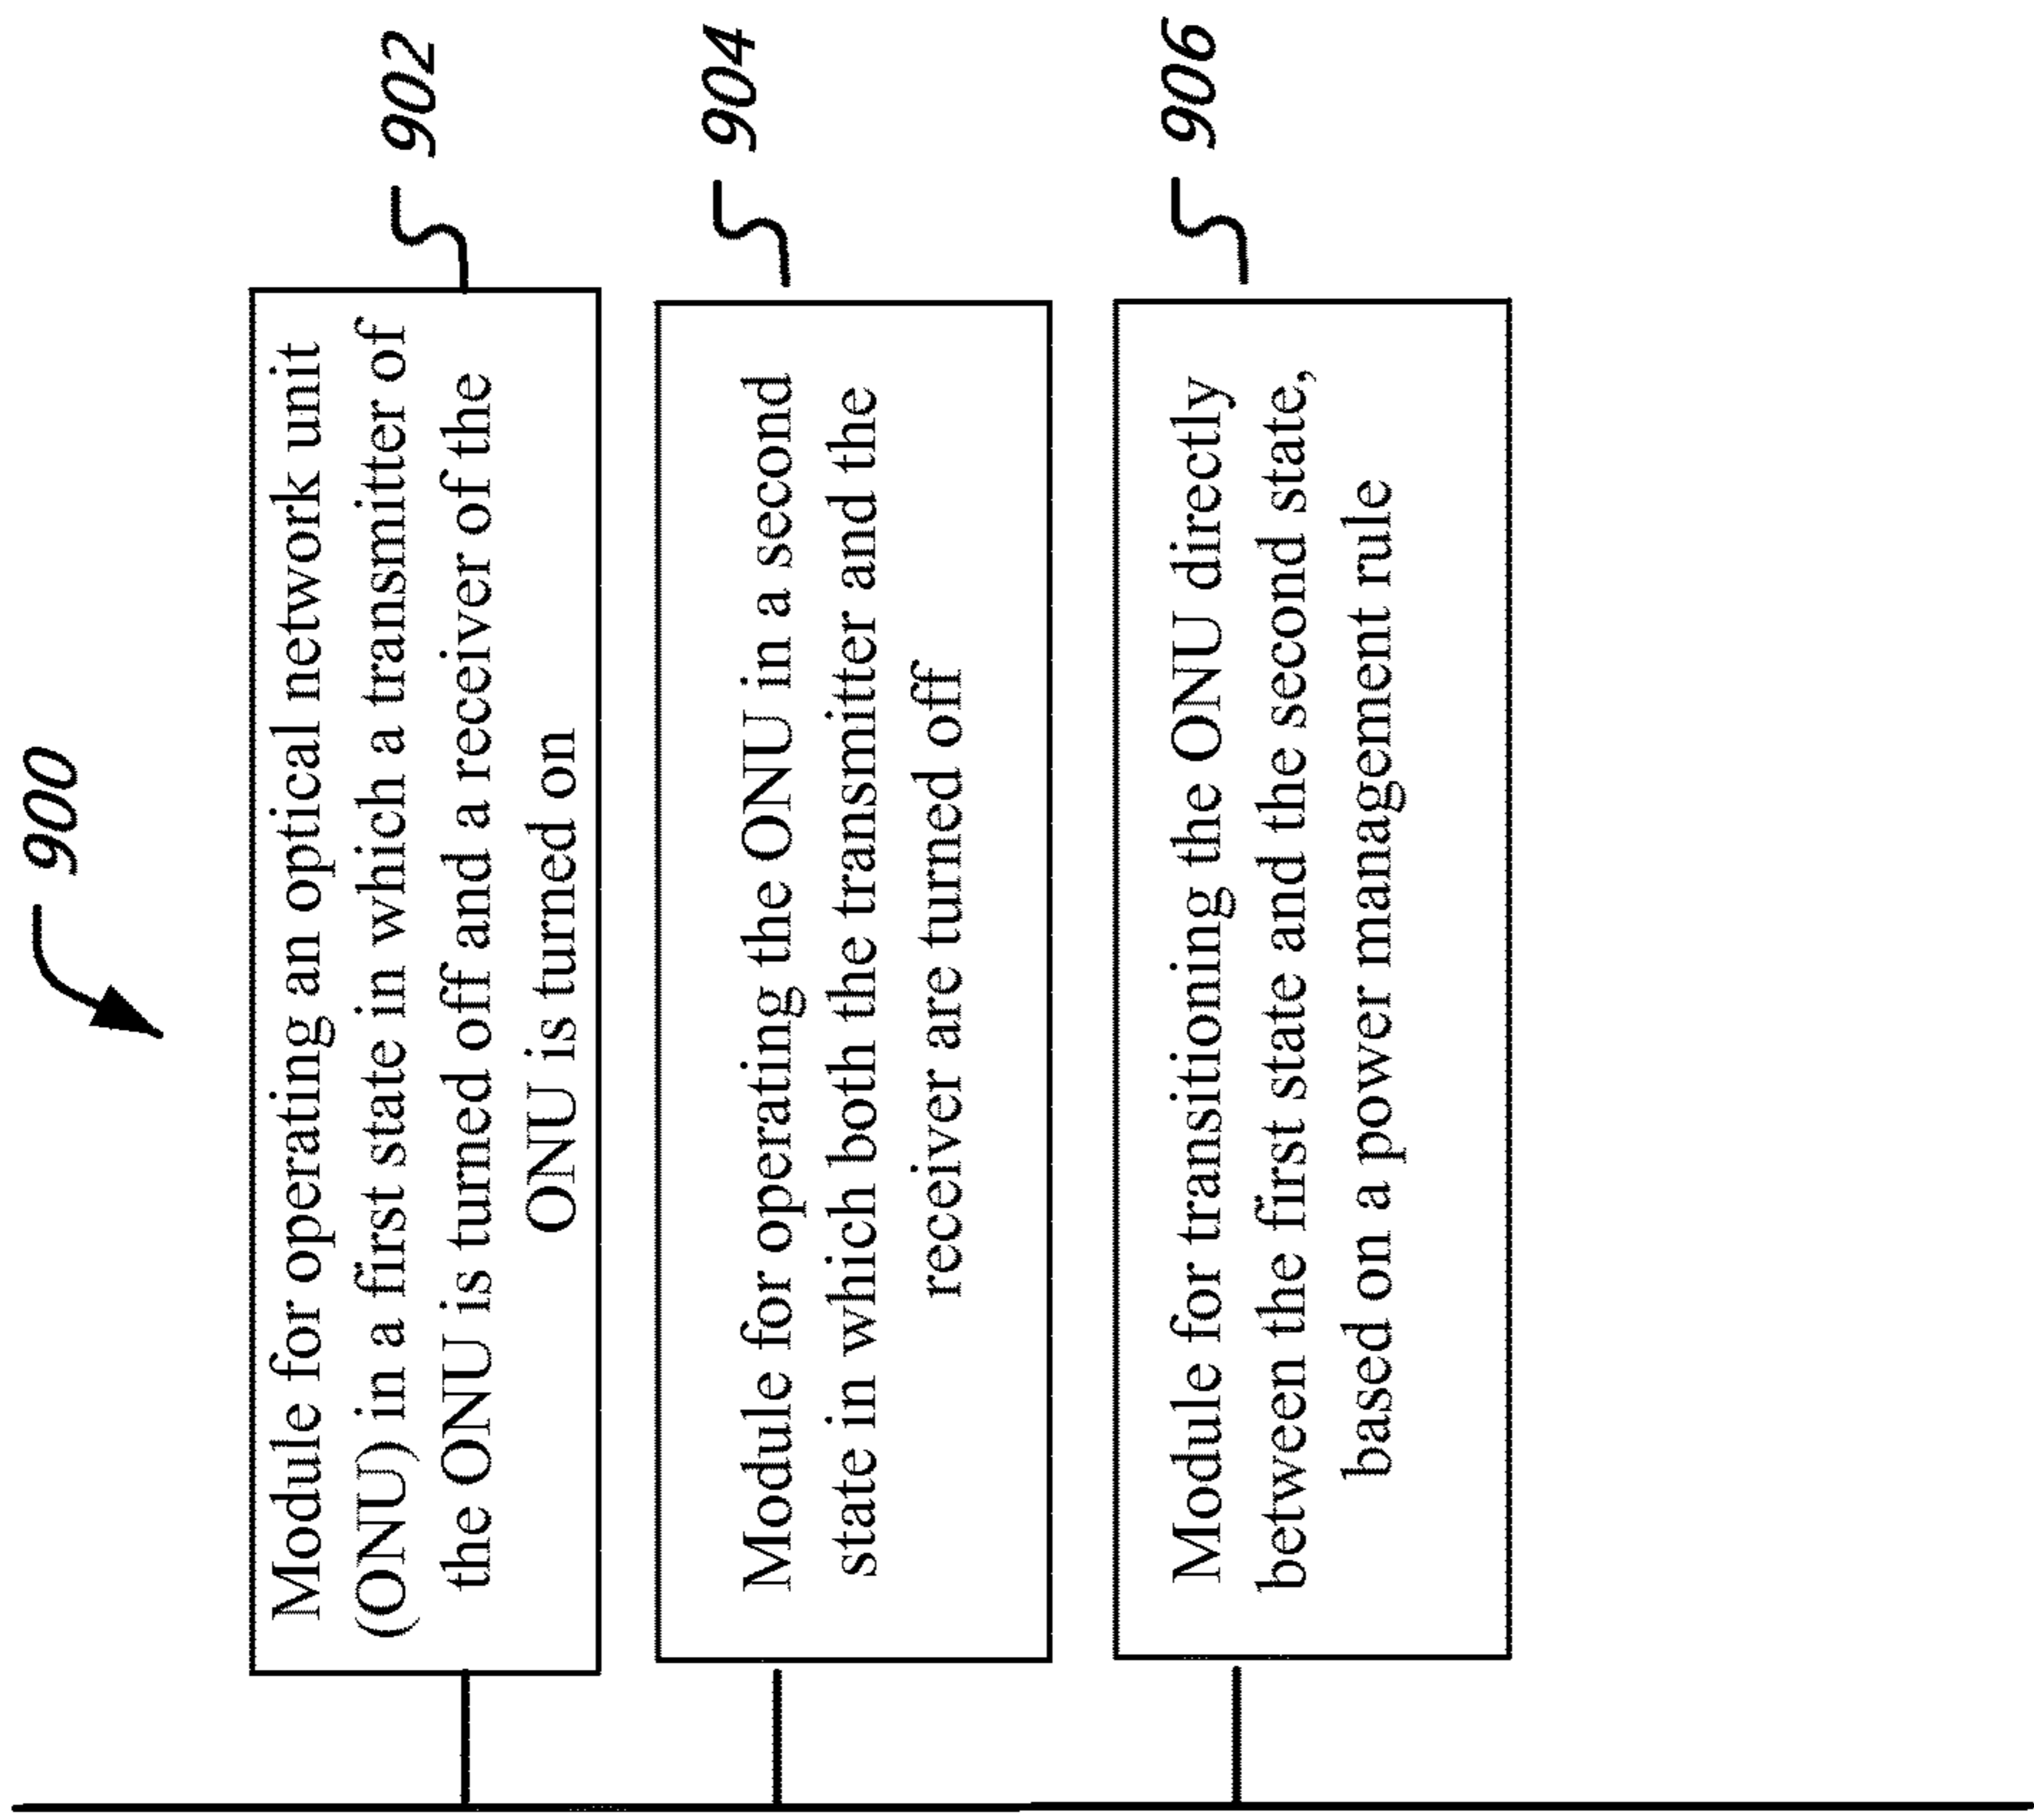 900
Module for operating an optical network unit
(ONU) in a first state in which a transmitter of
the ONU is turned off and a receiver of the
ONU is turned on
902
Module for operating the ONU in a second
state in which both the transmitter and the
receiver are turned off
904
Module for transitioning the ONU directly
between the first state and the second state,
based on a power management rule
906